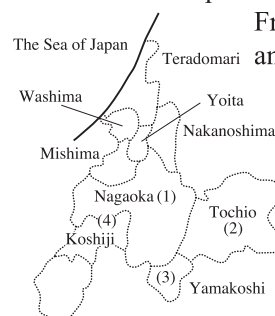 Fr
The Sea of Japan
an
Teradomari
Washima
Yoita
Nakanoshima
Mishima
Nagaoka (1)
Tochio
(2)
(4)
Koshiji
(3)
Yamakoshi